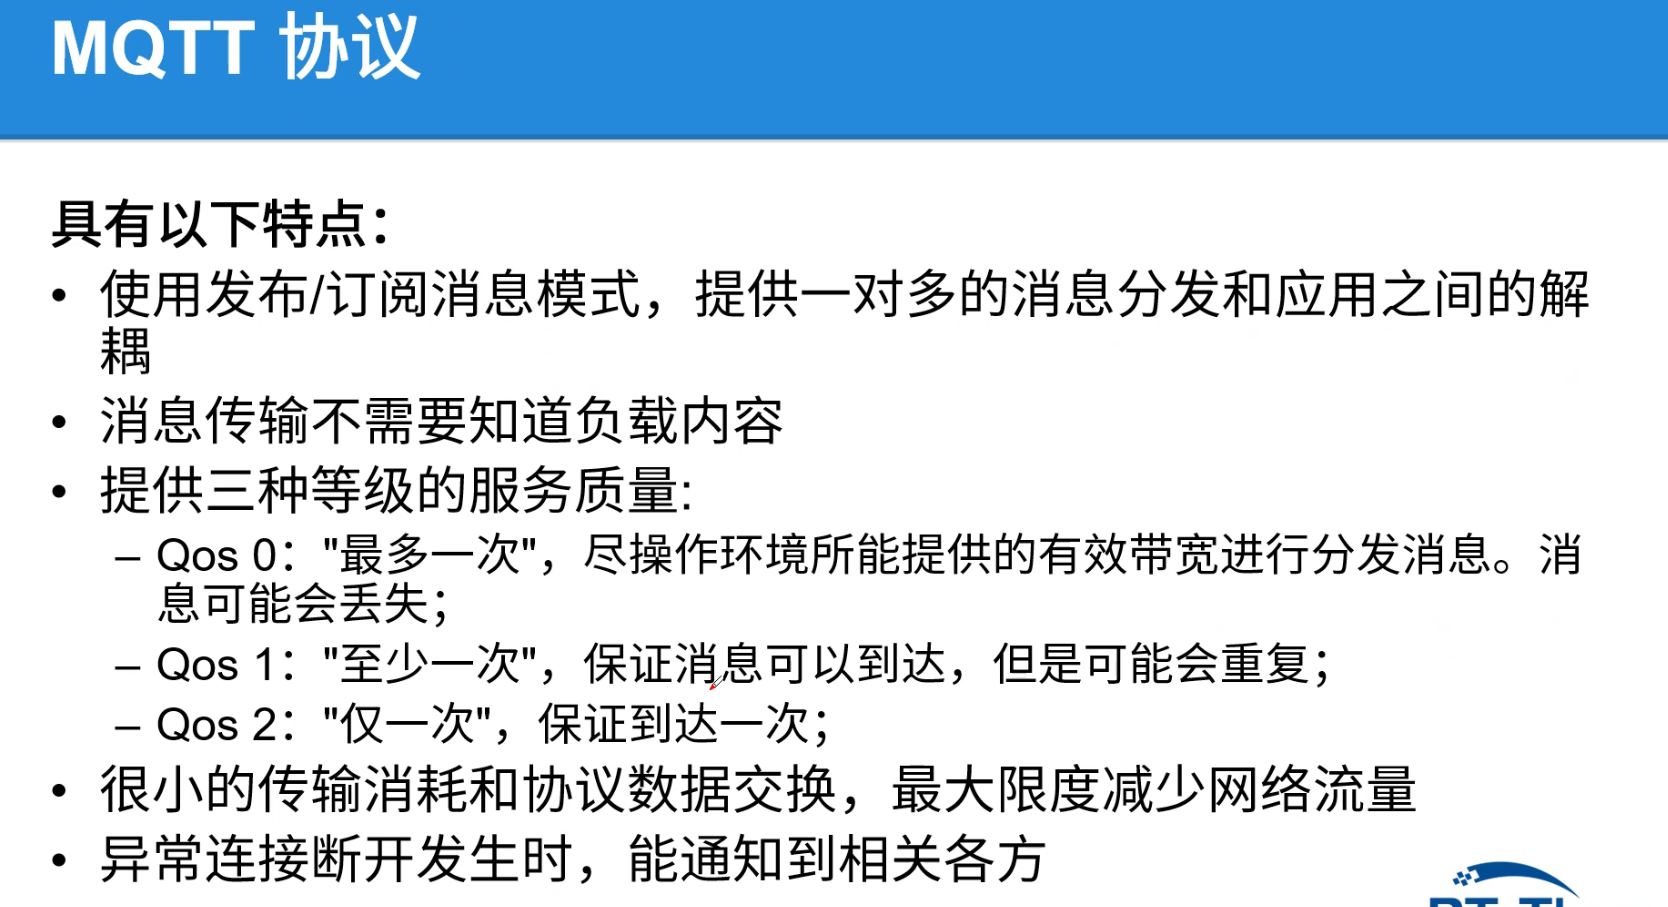 MQTT 协议
具有以下特点：
• 使用发布/订阅消息模式，提供一对多的消息分发和应用之间的解
耦
• 消息传输不需要知道负载内容
• 提供三种等级的服务质量:
– Qos 0："最多一次"，尽操作环境所能提供的有效带宽进行分发消息。消
息可能会丢失；
– Qos 1："至少一次"，保证消息可以到达，但是可能会重复；
– Qos 2："仅一次"，保证到达一次；
• 很小的传输消耗和协议数据交换，最大限度减少网络流量
• 异常连接断开发生时，能通知到相关各方